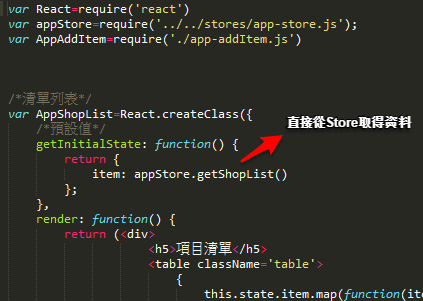 var React=require('react')
var appStore=require('../../stores/app-store.js');
var AppAddItem=require('./app-addItem.js')
/*清單列表*/
var AppShopList=React.createClass({
/*預設值*/
直接從Store取得資料
getInitialState: function() {
return {
item: appStore.getShopList()
};
},
render: function() {
return (<div>
<h5>項目清單</h5>
<table className='table'>
{
this.state.item.map(function(ite